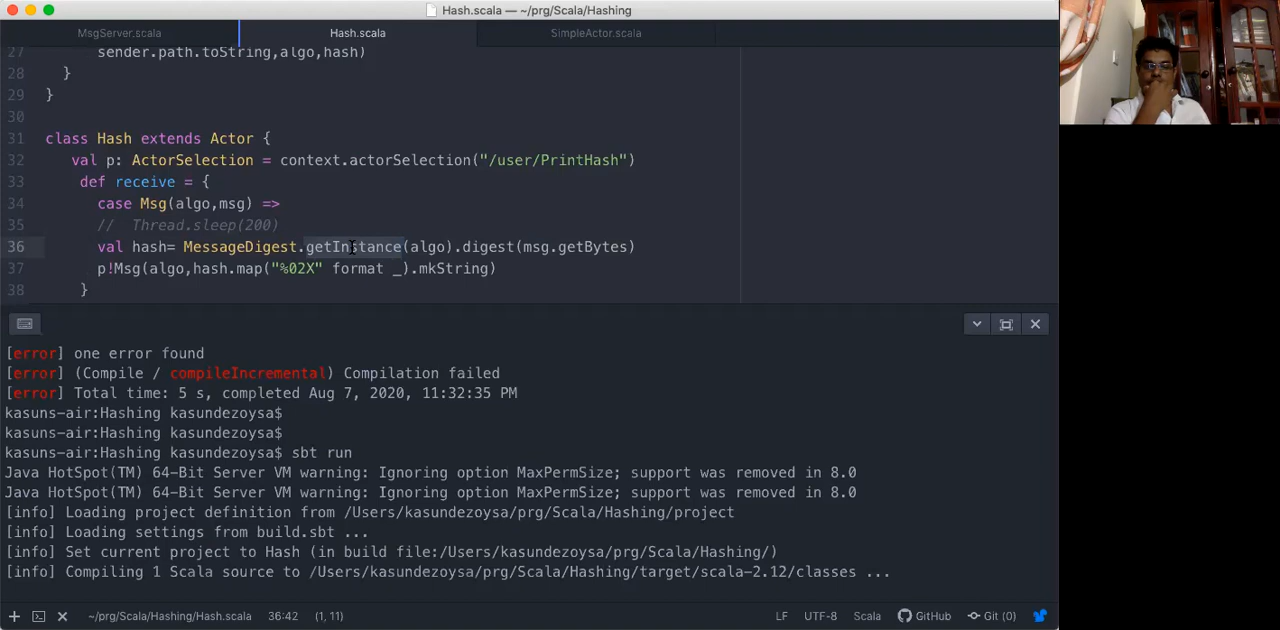 Hash.scala — ~/prg/Scala/Hashing
MsgServer.scala Hash.scala SimpleActor.scala
27 sender.path.toString,algo,hash)
28 }
29 }
30
31 class Hash extends Actor {
32 val p: ActorSelection = context.actorSelection("/user/PrintHash")
33 def receive = {
34 case Msg(algo,msg) =>
35 // Thread.sleep(200)
36 val hash= MessageDigest.getInstance(algo).digest(msg.getBytes)
37 p!Msg(algo,hash.map("%02X" format _).mkString)
38 }
[error] one error found
[error] (Compile / compileIncremental) Compilation failed
[error] Total time: 5 s, completed Aug 7, 2020, 11:32:35 PM
kasuns-air:Hashing kasundezoysa$
kasuns-air:Hashing kasundezoysa$
kasuns-air:Hashing kasundezoysa$ sbt run
Java HotSpot(TM) 64-Bit Server VM warning: Ignoring option MaxPermSize; support was removed in 8.0
Java HotSpot(TM) 64-Bit Server VM warning: Ignoring option MaxPermSize; support was removed in 8.0
[info] Loading project definition from /Users/kasundezoysa/prg/Scala/Hashing/project
[info] Loading settings from build.sbt ...
[info] Set current project to Hash (in build file:/Users/kasundezoysa/prg/Scala/Hashing/)
[info] Compiling 1 Scala source to /Users/kasundezoysa/prg/Scala/Hashing/target/scala-2.12/classes ...
~/prg/Scala/Hashing/Hash.scala 36:42 (1, 11) LF UTF-8 Scala GitHub Git (0)